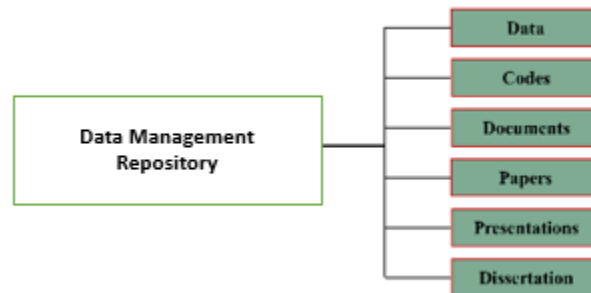 Data Management
Repository
Data
Codes
Documents
Papers
Presentations
Dissertation